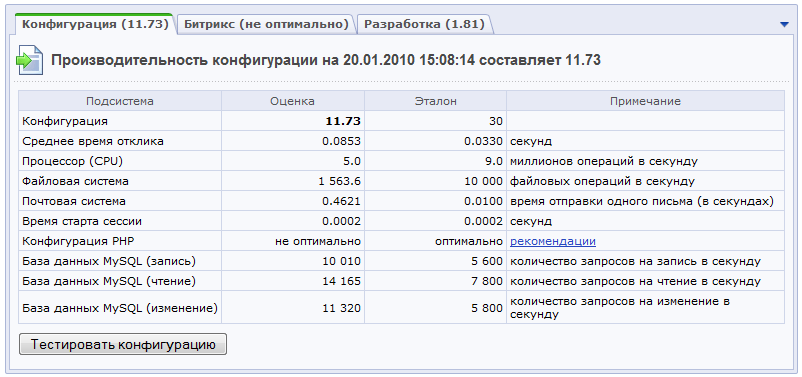 Конфигурация (11.73) Битрикс (не оптимально) Разработка (1.81)
Производительность конфигурации на 20.01.2010 15:08:14 составляет 11.73
Подсистема Оценка Эталон Примечание
Конфигурация 11.73 30
Среднее время отклика 0.0853 0.0330 секунд
Процессор (CPU) 5.0 9.0 миллионов операций в секунду
Файловая система 1 563.6 10 000 файловых операций в секунду
Почтовая система 0.4621 0.0100 время отправки одного письма (в секундах)
Время старта сессии 0.0002 0.0002 секунд
Конфигурация PHP не оптимально оптимально рекомендации
База данных MySQL (запись) 10 010 5 600 количество запросов на запись в секунду
База данных MySQL (чтение) 14 165 7 800 количество запросов на чтение в секунду
База данных MySQL (изменение) 11 320 5 800 количество запросов на изменение в
секунду
Тестировать конфигурацию